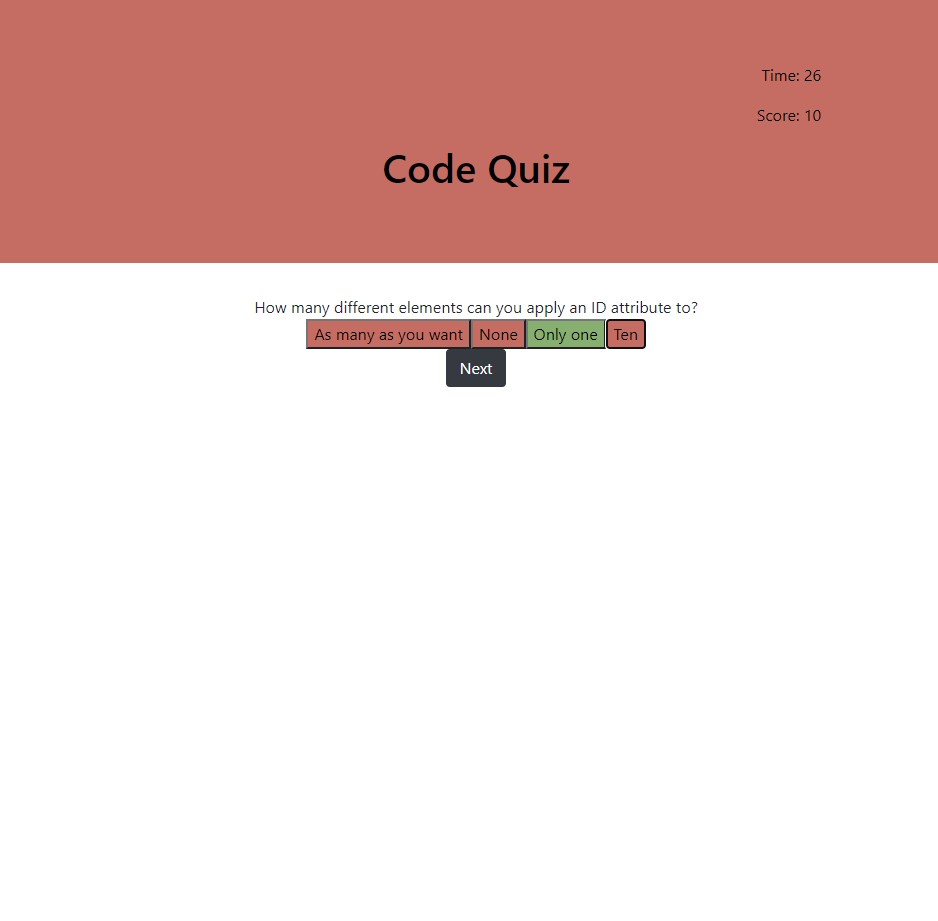 Time: 26
Score: 10
Code Quiz
How many different elements can you apply an ID attribute to?
As many as you want None Only one Ten
Next